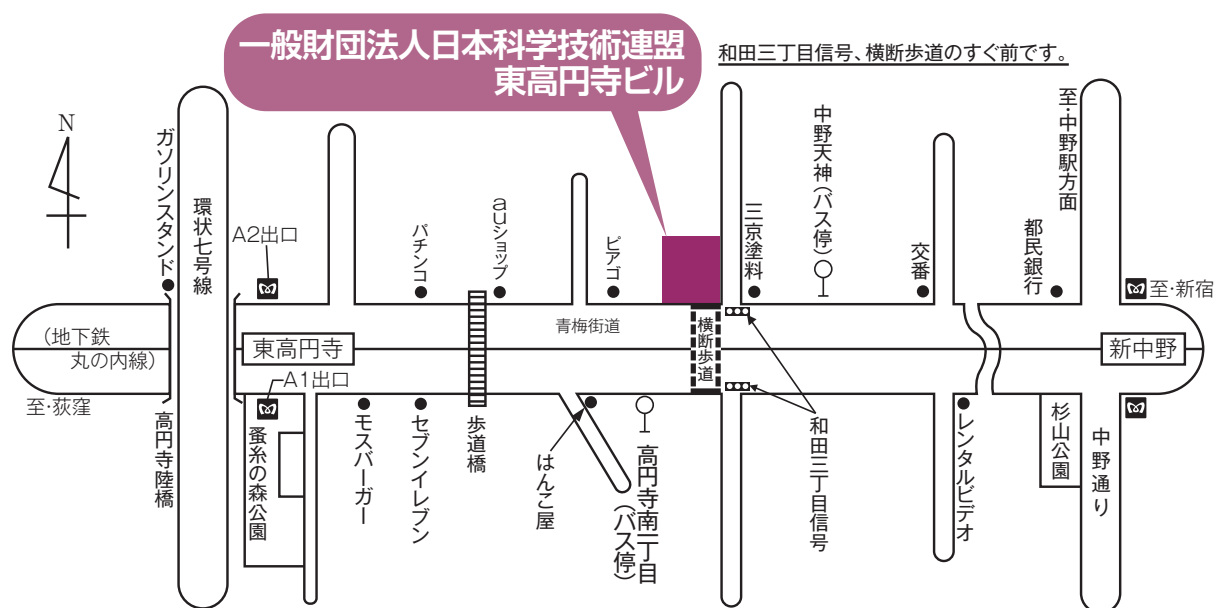 一般財団法人日本科学技術連盟
東高円寺ビル
和田三丁目信号、横断歩道のすぐ前です。
N
ガソリンスタンド
環状七号線
A2出口
パチンコ
auショップ
ピアゴ
三京塗料
中野天神(バス停)
交番
都民銀行
至・中野駅方面
至・新宿
(地下鉄
丸の内線)
東高円寺
青梅街道
横断歩道
新中野
至・荻窪
A1出口
高円寺陸橋
蚕糸の森公園
モスバーガー
セブンイレブン
歩道橋
はんこ屋
高円寺南一丁目
(バス停)
和田三丁目信号
レンタルビデオ
杉山公園
中野通り